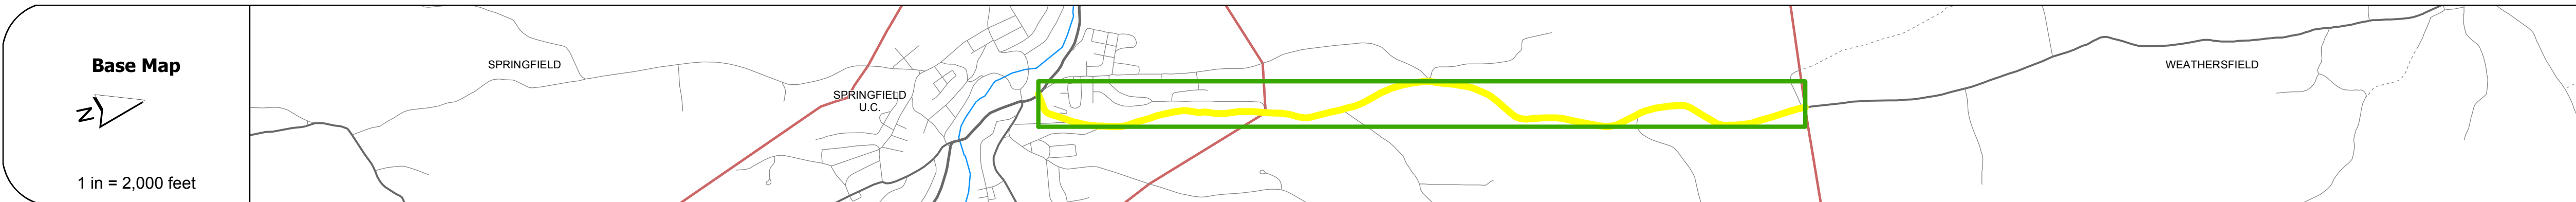 Base Map
N
1 in = 2,000 feet
SPRINGFIELD
SPRINGFIELD
U.C.
WEATHERSFIELD